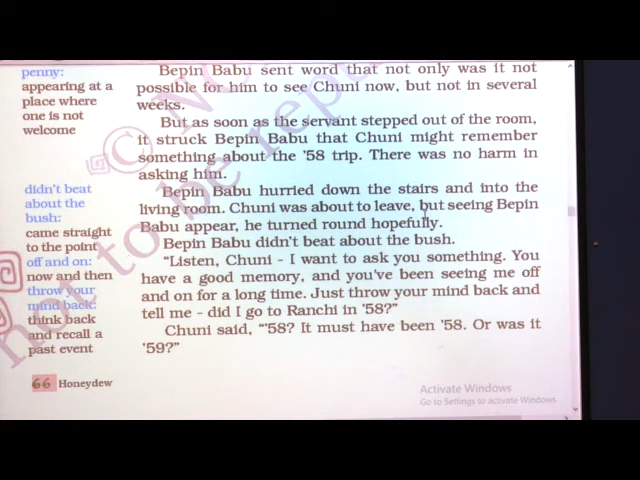 penny:
appearing at a
place where
one is not
welcome
didn't beat
about the
bush:
came straight
to the point
off and on:
now and then
throw your
mind back:
think back
and recall a
past event
Bepin Babu sent word that not only was it not
possible for him to see Chuni now, but not in several
weeks.
But as soon as the servant stepped out of the room,
it struck Bepin Babu that Chuni might remember
something about the '58 trip. There was no harm in
asking him.
Bepin Babu hurried down the stairs and into the
living room. Chuni was about to leave, but seeing Bepin
Babu appear, he turned round hopefully.
Bepin Babu didn't beat about the bush.
“Listen, Chuni - I want to ask you something. You
have a good memory, and you've been seeing me off
and on for a long time. Just throw your mind back and
tell me - did I go to Ranchi in '58?”
Chuni said, “'58? It must have been '58. Or was it
'59?”
66 Honeydew
Activate Windows
Go to Settings to activate Windows.
not to be